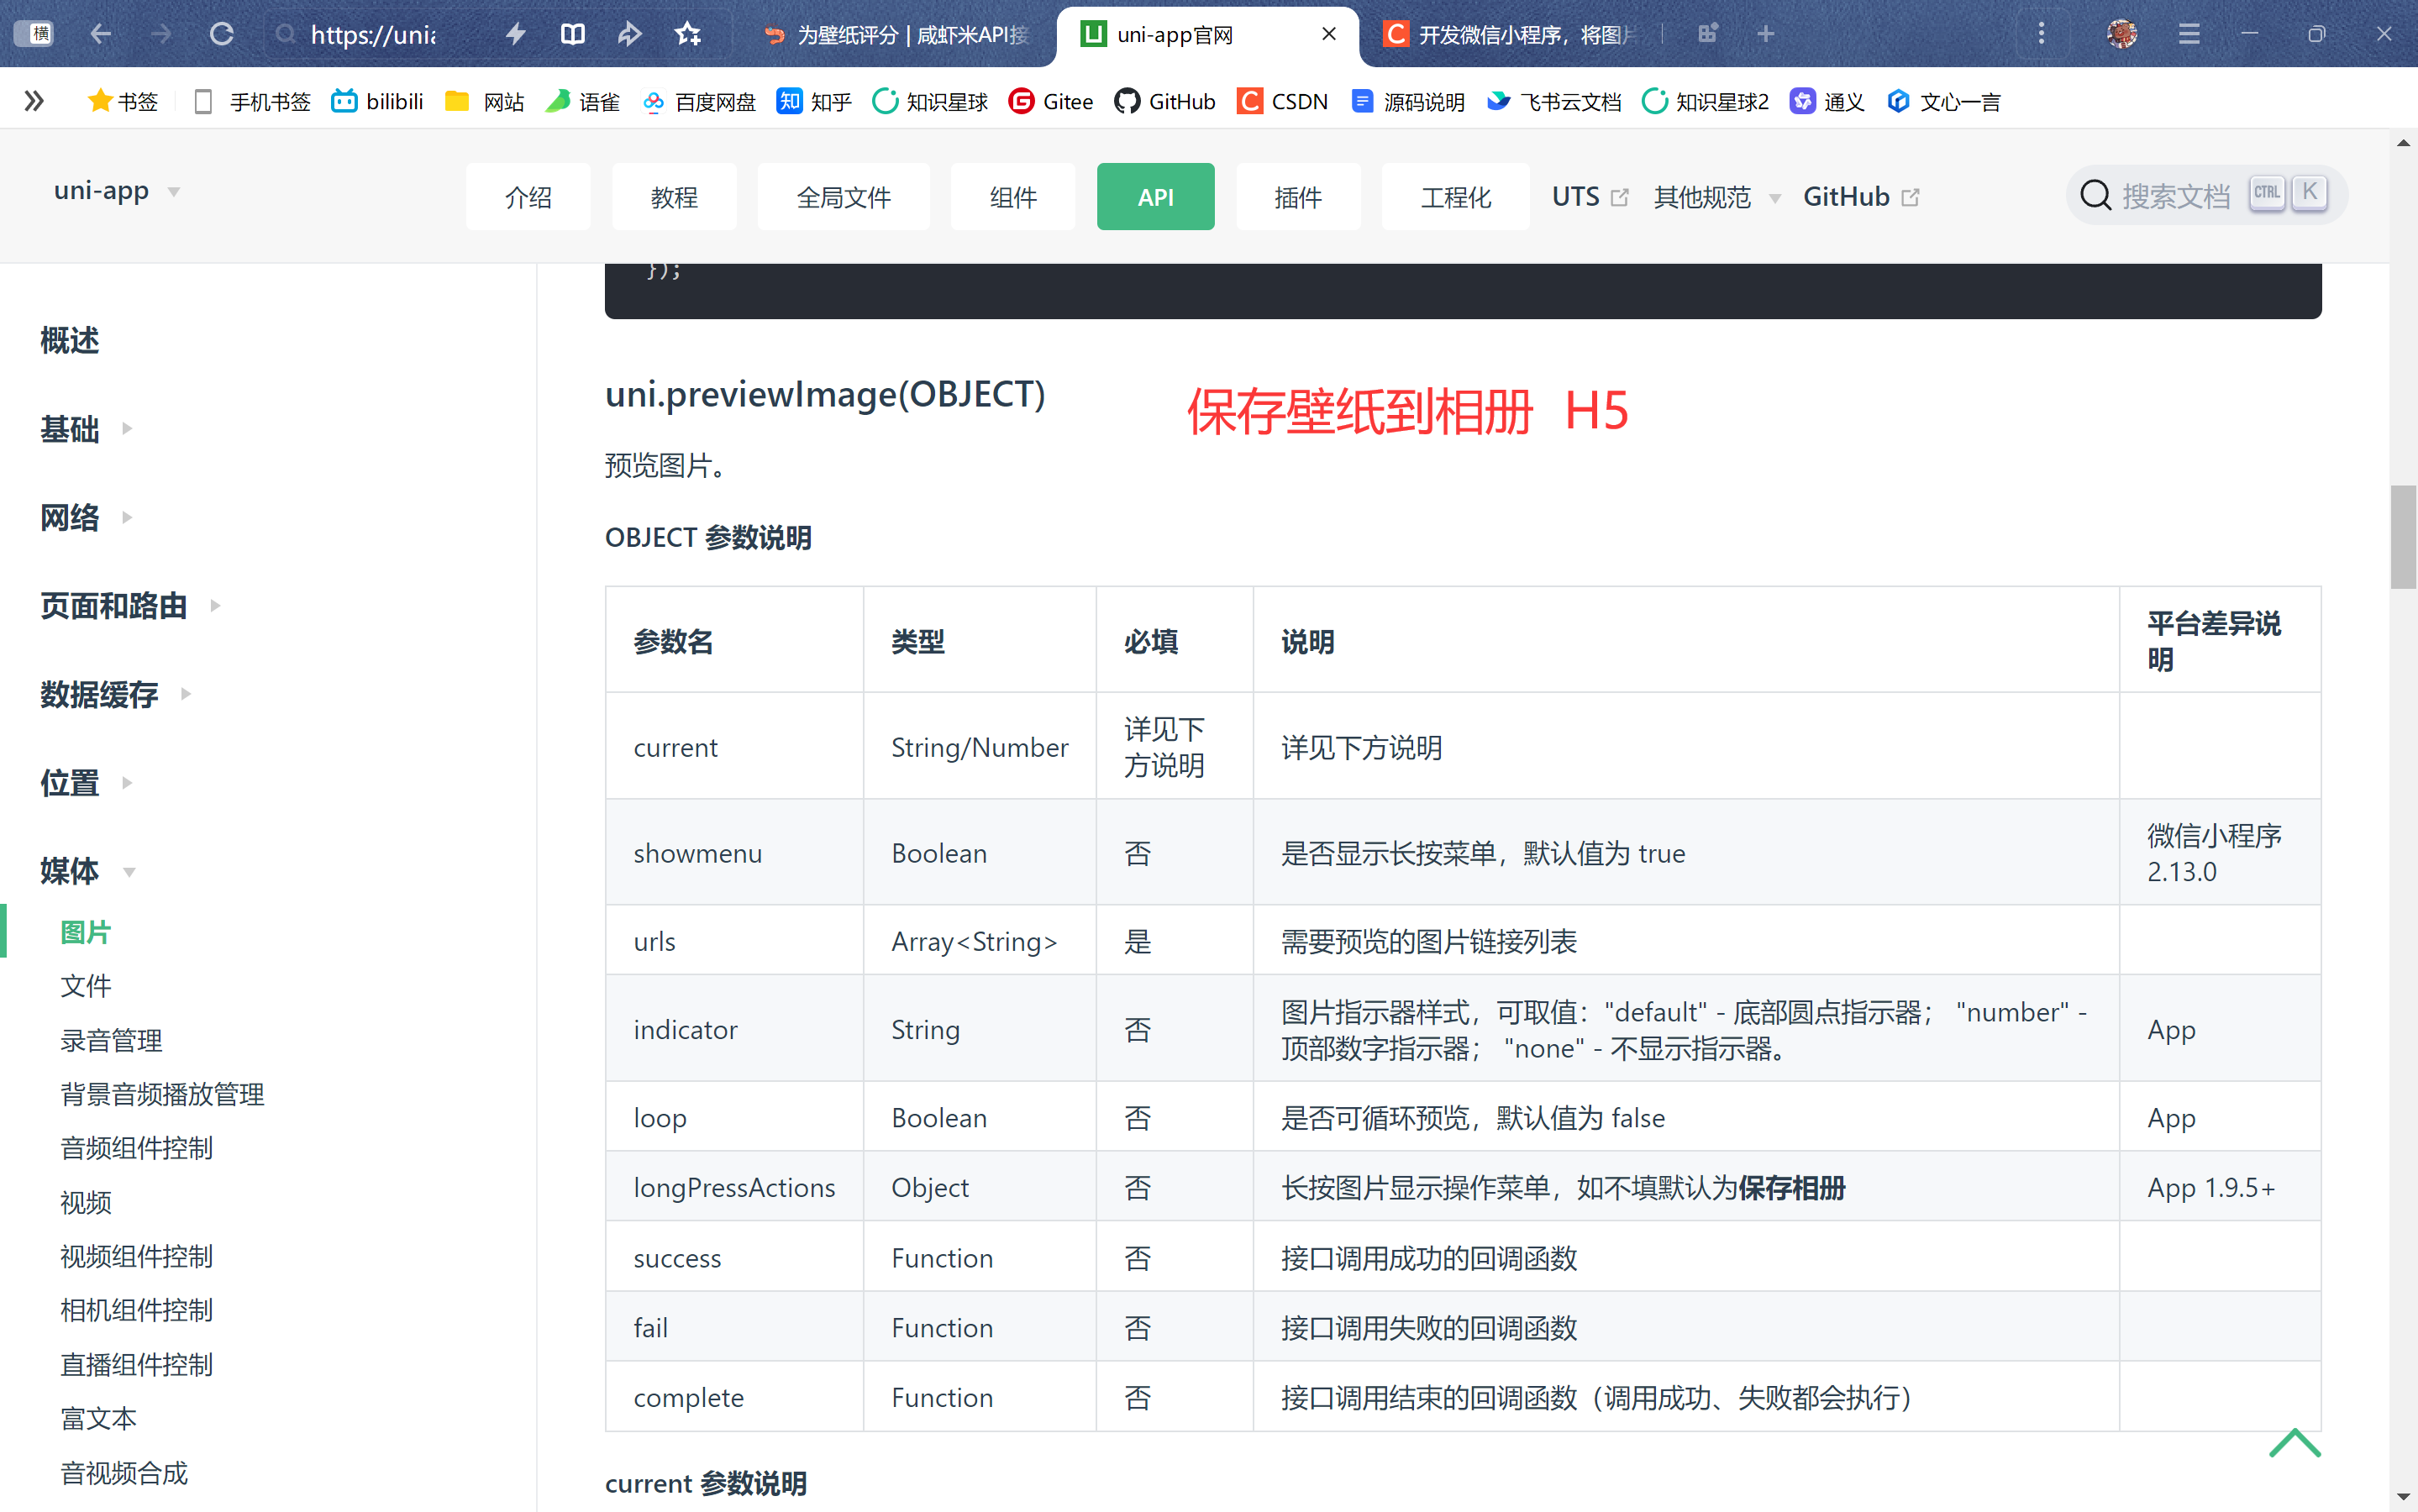 横
https://uni
为壁纸评分 | 咸虾米API接
uni-app官网
开发微信小程序，将图片
书签
手机书签
bilibili
网站
语雀
百度网盘
知乎
知识星球
Gitee
GitHub
CSDN
源码说明
飞书云文档
知识星球2
通义
文心一言
uni-app
介绍
教程
全局文件
组件
API
插件
工程化
UTS
其他规范
GitHub
搜索文档
CTRL
K
概述
基础
网络
页面和路由
数据缓存
位置
媒体
图片
文件
录音管理
背景音频播放管理
音频组件控制
视频
视频组件控制
相机组件控制
直播组件控制
富文本
音视频合成
});
uni.previewImage(OBJECT)
保存壁纸到相册 H5
预览图片。
OBJECT 参数说明
参数名 类型 必填 说明 平台差异说
明
current String/Number 详见下
方说明 详见下方说明
showmenu Boolean 否 是否显示长按菜单，默认值为 true 微信小程序
2.13.0
urls Array<String> 是 需要预览的图片链接列表
indicator String 否 图片指示器样式，可取值："default" - 底部圆点指示器； "number" -
顶部数字指示器； "none" - 不显示指示器。 App
loop Boolean 否 是否可循环预览，默认值为 false App
longPressActions Object 否 长按图片显示操作菜单，如不填默认为保存相册 App 1.9.5+
success Function 否 接口调用成功的回调函数
fail Function 否 接口调用失败的回调函数
complete Function 否 接口调用结束的回调函数（调用成功、失败都会执行）
current 参数说明